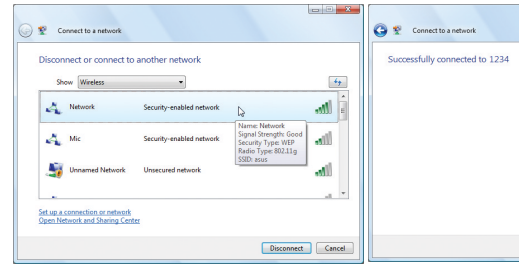 Connect to a network
Disconnect or connect to another network
Show Wireless
Network Security-enabled network
Name: Network
Signal Strength: Good
Security Type: WEP
Radio Type: 802.11g
SSID: asus
Mic Security-enabled network
Unnamed Network Unsecured network
Set up a connection or network
Open Network and Sharing Center
Disconnect Cancel
Connect to a network
Successfully connected to 1234